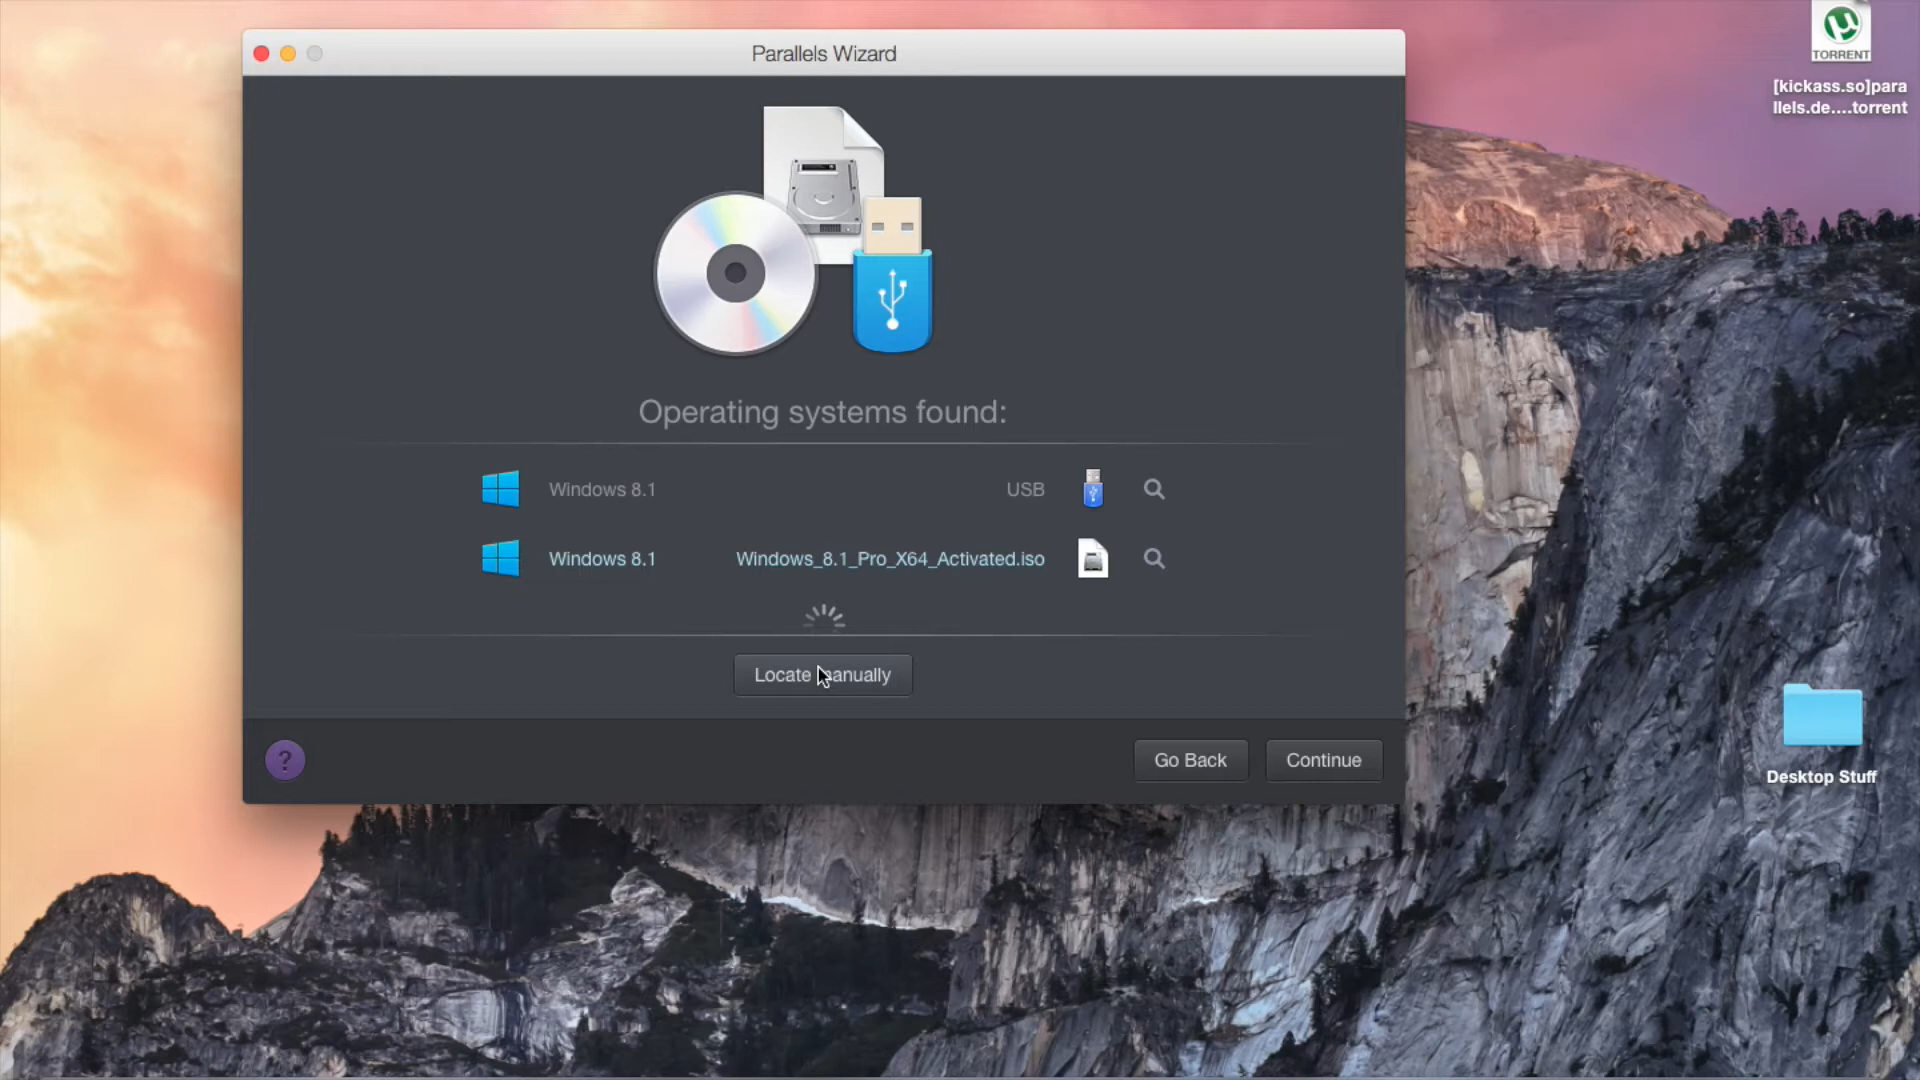 Parallels Wizard
TORRENT
[kickass.so]para
llels.de....torrent
Operating systems found:
Windows 8.1 USB
Windows 8.1 Windows_8.1_Pro_X64_Activated.iso
Locate manually
?
Go Back Continue
Desktop Stuff